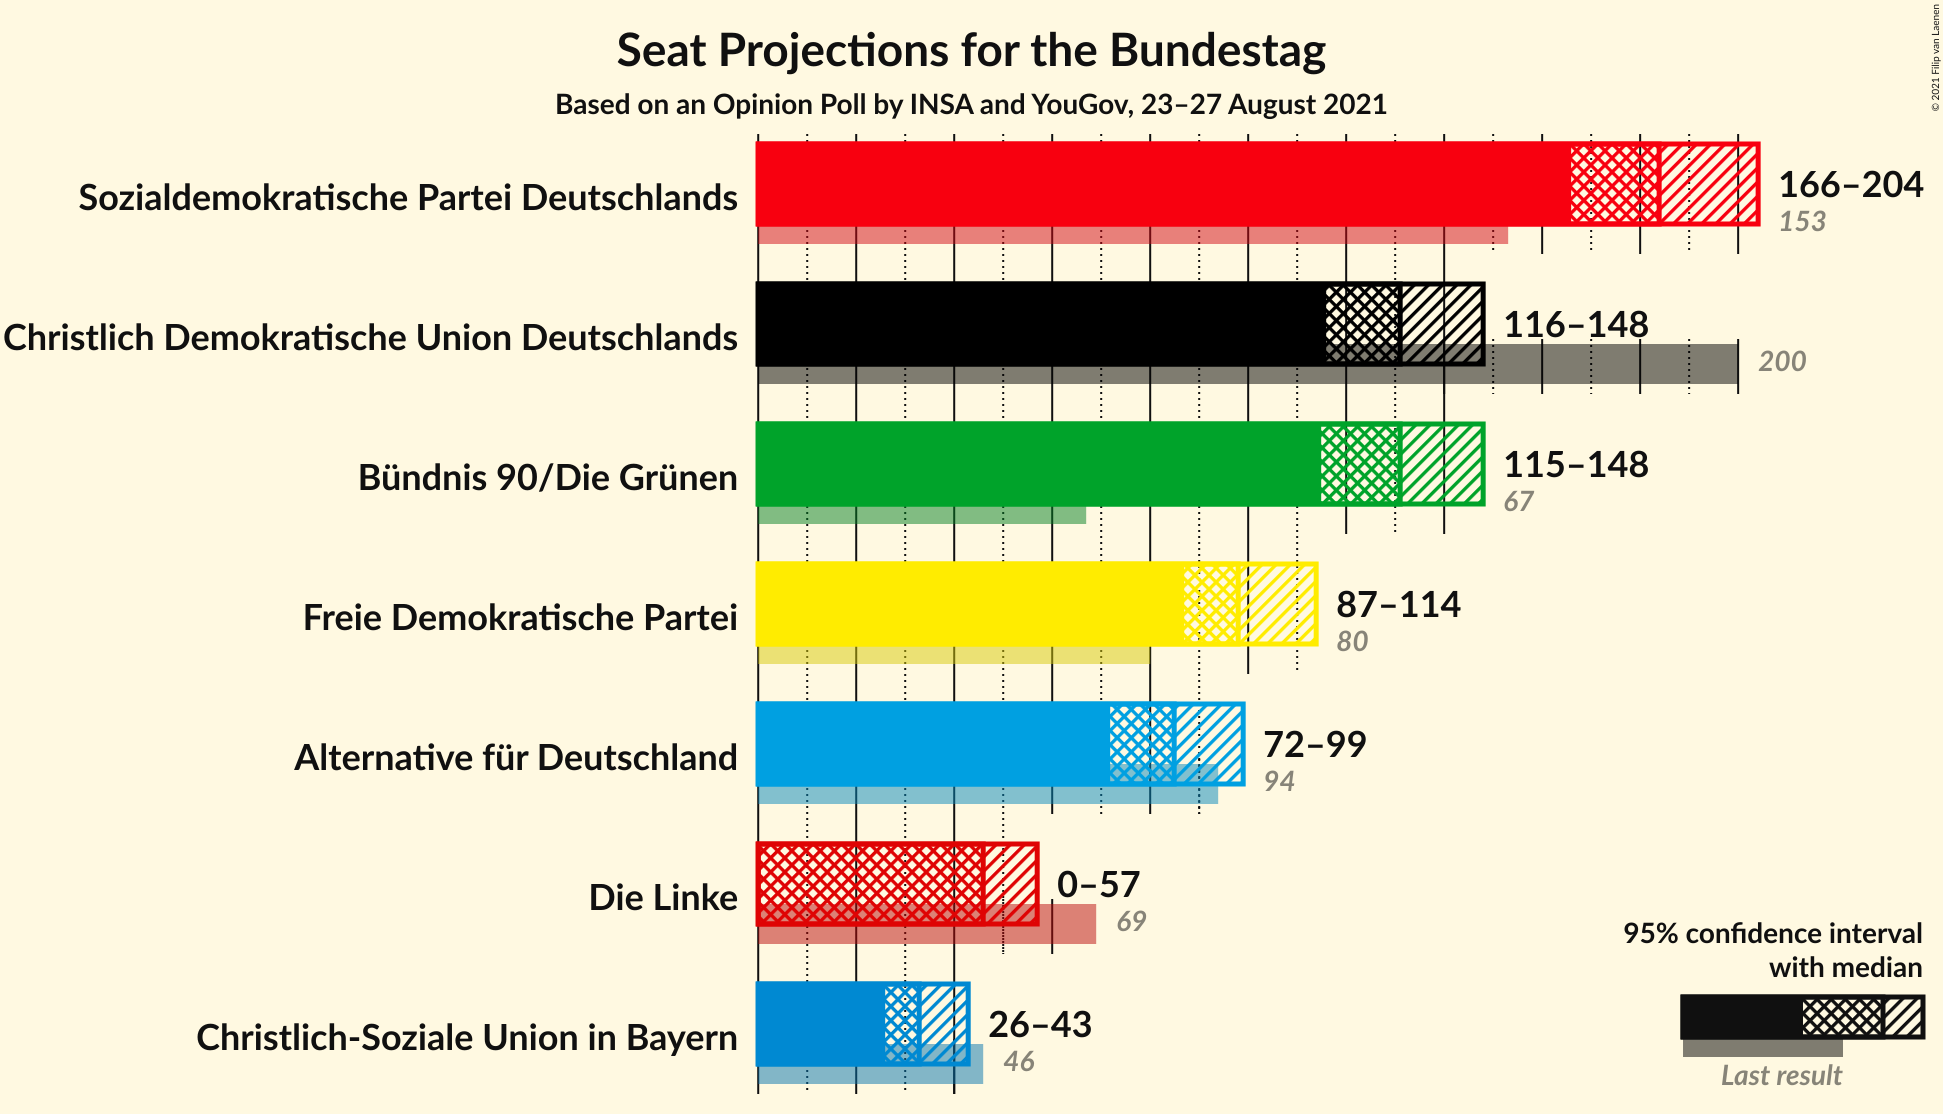 Seat Projections for the Bundestag
Based on an Opinion Poll by INSA and YouGov, 23–27 August 2021
© 2021 Filip van Laenen
Sozialdemokratische Partei Deutschlands
166–204
153
Christlich Demokratische Union Deutschlands
116–148
200
Bündnis 90/Die Grünen
115–148
67
Freie Demokratische Partei
87–114
80
Alternative für Deutschland
72–99
94
Die Linke
0–57
69
Christlich-Soziale Union in Bayern
26–43
46
95% confidence interval
with median
Last result